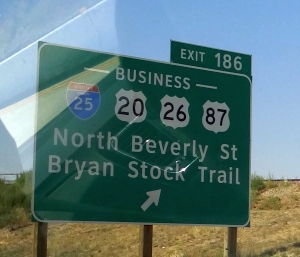 EXIT 186
BUSINESS
25 20 26 87
North Beverly St
Bryan Stock Trail